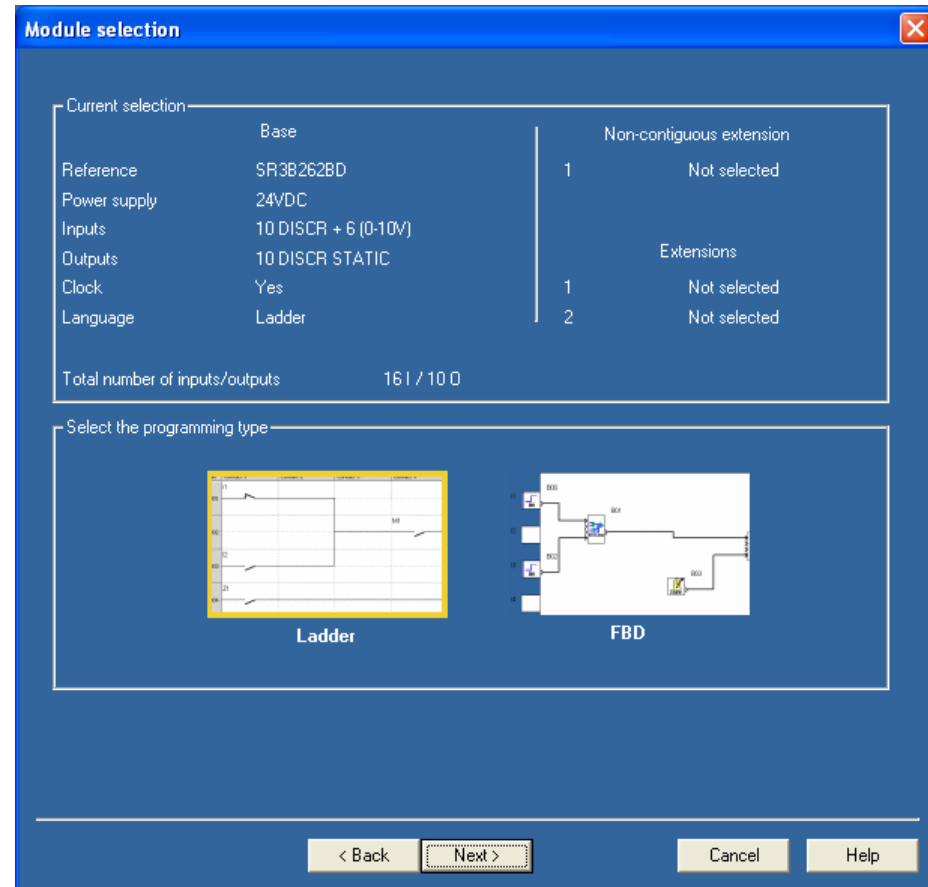 Module selection
Current selection
Base
Non-contiguous extension
Reference SR3B262BD 1 Not selected
Power supply 24VDC
Inputs 10 DISCR + 6 (0-10V)
Outputs 10 DISCR STATIC Extensions
Clock Yes 1 Not selected
Language Ladder 2 Not selected
Total number of inputs/outputs 16 I / 10 O
Select the programming type
Ladder FBD
< Back Next > Cancel Help